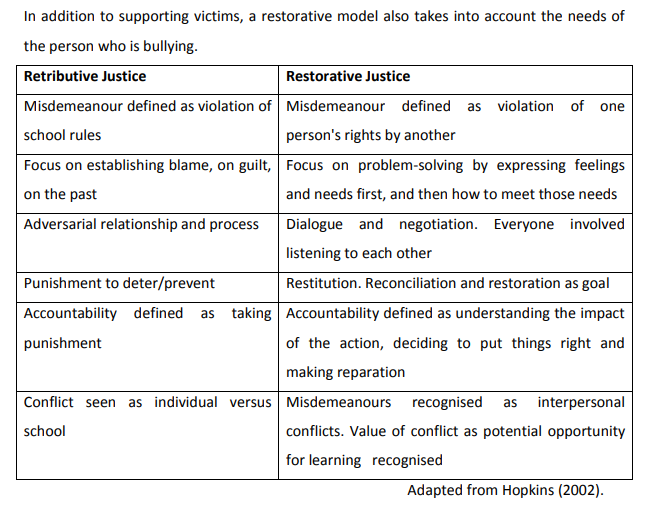 In addition to supporting victims, a restorative model also takes into account the needs of
the person who is bullying.
Retributive Justice
Restorative Justice
Misdemeanour defined as violation of
school rules
Misdemeanour defined as violation of one
person's rights by another
Focus on establishing blame, on guilt,
on the past
Focus on problem-solving by expressing feelings
and needs first, and then how to meet those needs
Adversarial relationship and process
Dialogue and negotiation. Everyone involved
listening to each other
Punishment to deter/prevent
Restitution. Reconciliation and restoration as goal
Accountability defined as taking
punishment
Accountability defined as understanding the impact
of the action, deciding to put things right and
making reparation
Conflict seen as individual versus
school
Misdemeanours recognised as interpersonal
conflicts. Value of conflict as potential opportunity
for learning recognised
Adapted from Hopkins (2002).